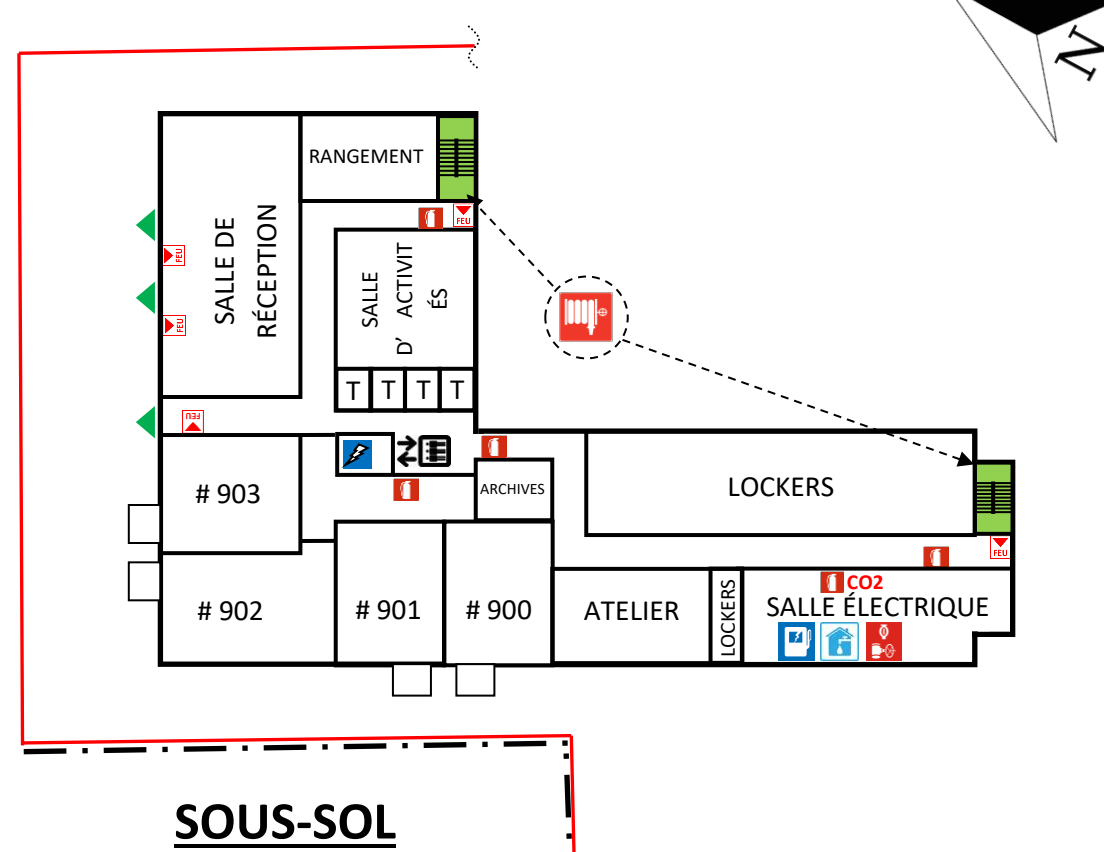 N
RANGEMENT
FEU
SALLE DE
RÉCEPTION
FEU
FEU
SALLE
D' ACTIVIT
ÉS
T
T
T
T
FEU
# 903
ARCHIVES
LOCKERS
FEU
# 902
# 901
# 900
ATELIER
LOCKERS
CO2
SALLE ÉLECTRIQUE
SOUS-SOL